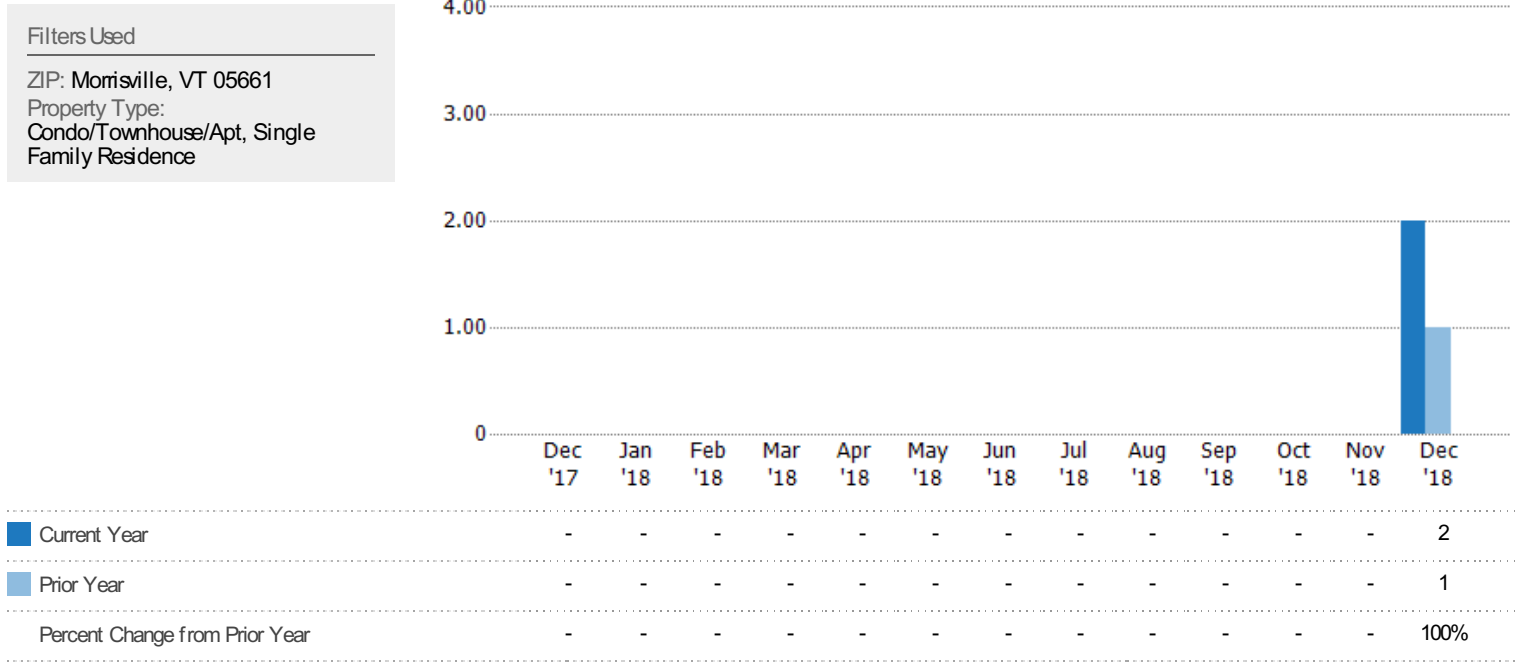 Filters Used
ZIP: Morrisville, VT 05661
Property Type:
Condo/Townhouse/Apt, Single
Family Residence
4.00
3.00
2.00
1.00
0
Dec Jan Feb Mar Apr May Jun Jul Aug Sep Oct Nov Dec
'17 '18 '18 '18 '18 '18 '18 '18 '18 '18 '18 '18 '18
Current Year - - - - - - - - - - - - 2
Prior Year - - - - - - - - - - - - 1
Percent Change from Prior Year - - - - - - - - - - - - 100%